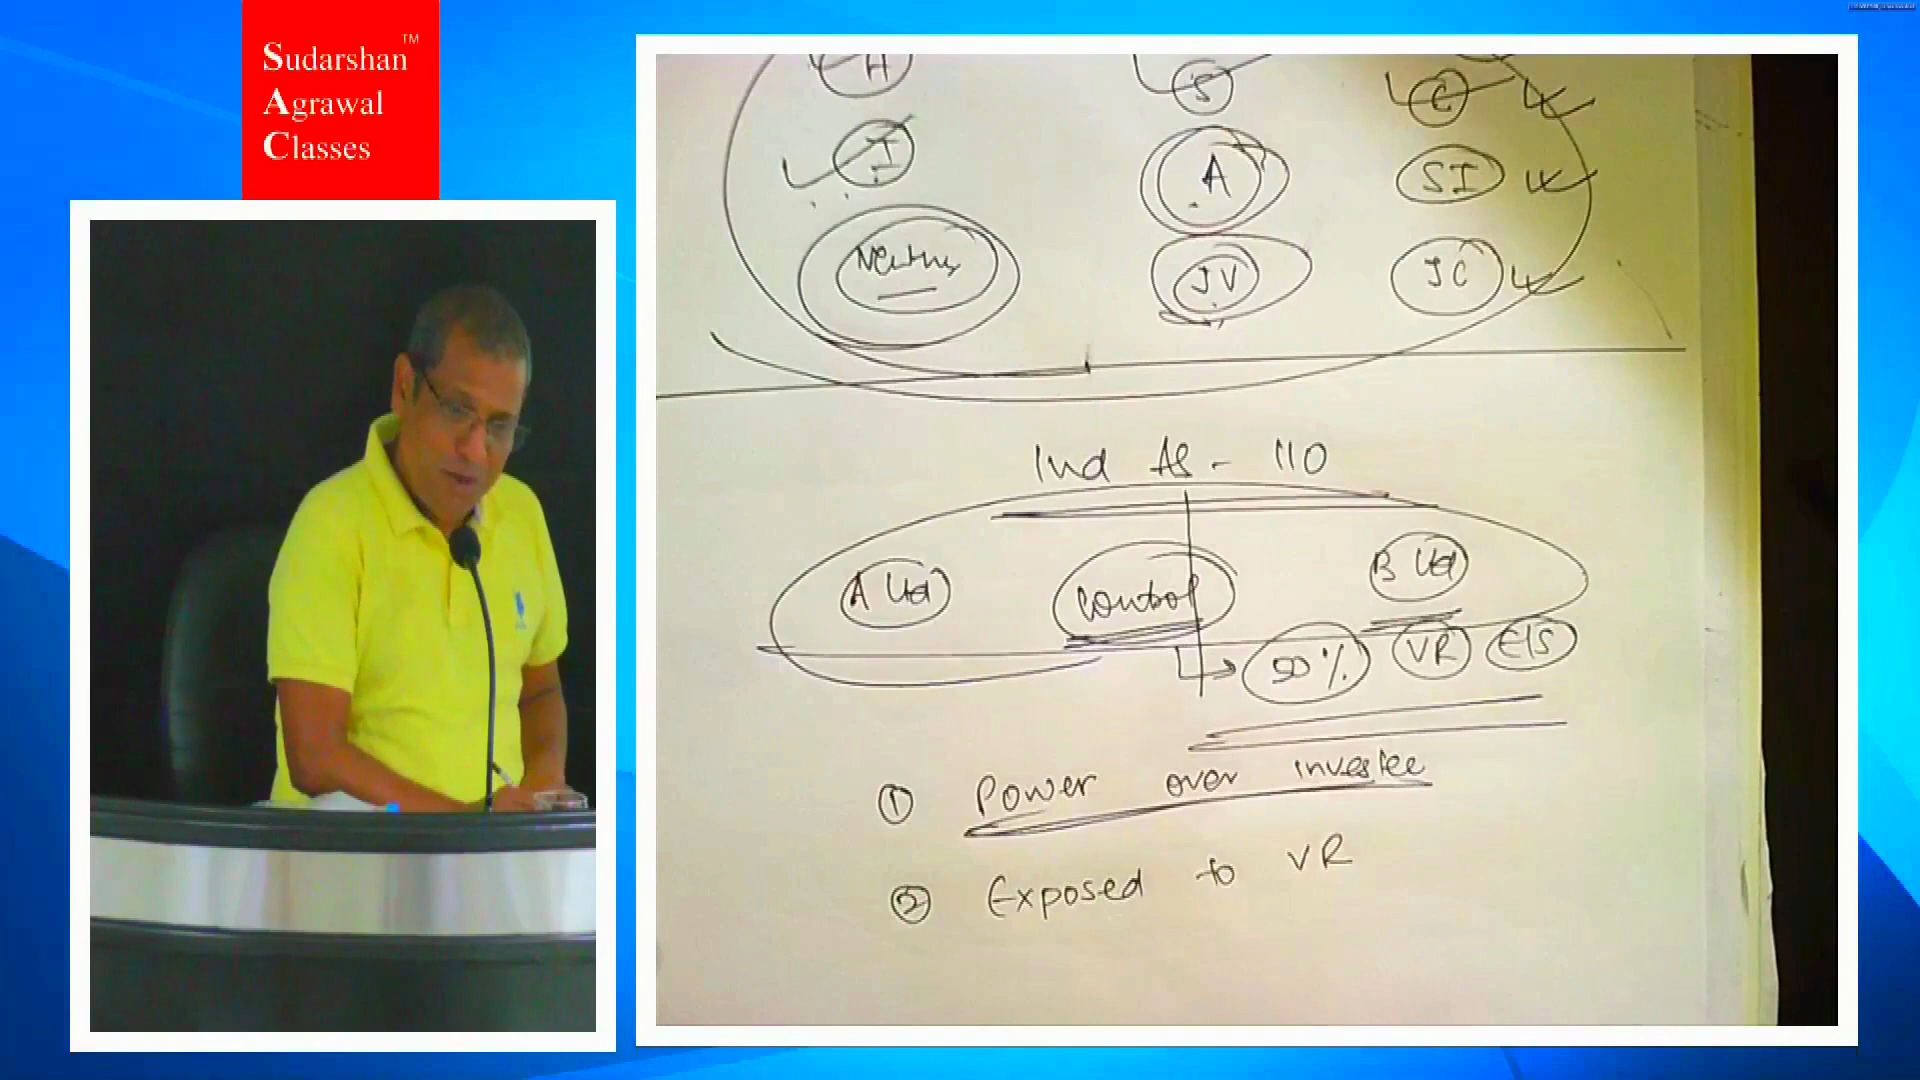 Sudarshan™
Agrawal
Classes
H S C
I A SI
Venture JV JC
Ind AS - 110
A Ltd Control B Ltd
50% VR E/S
① Power over investee
② Exposed to VR